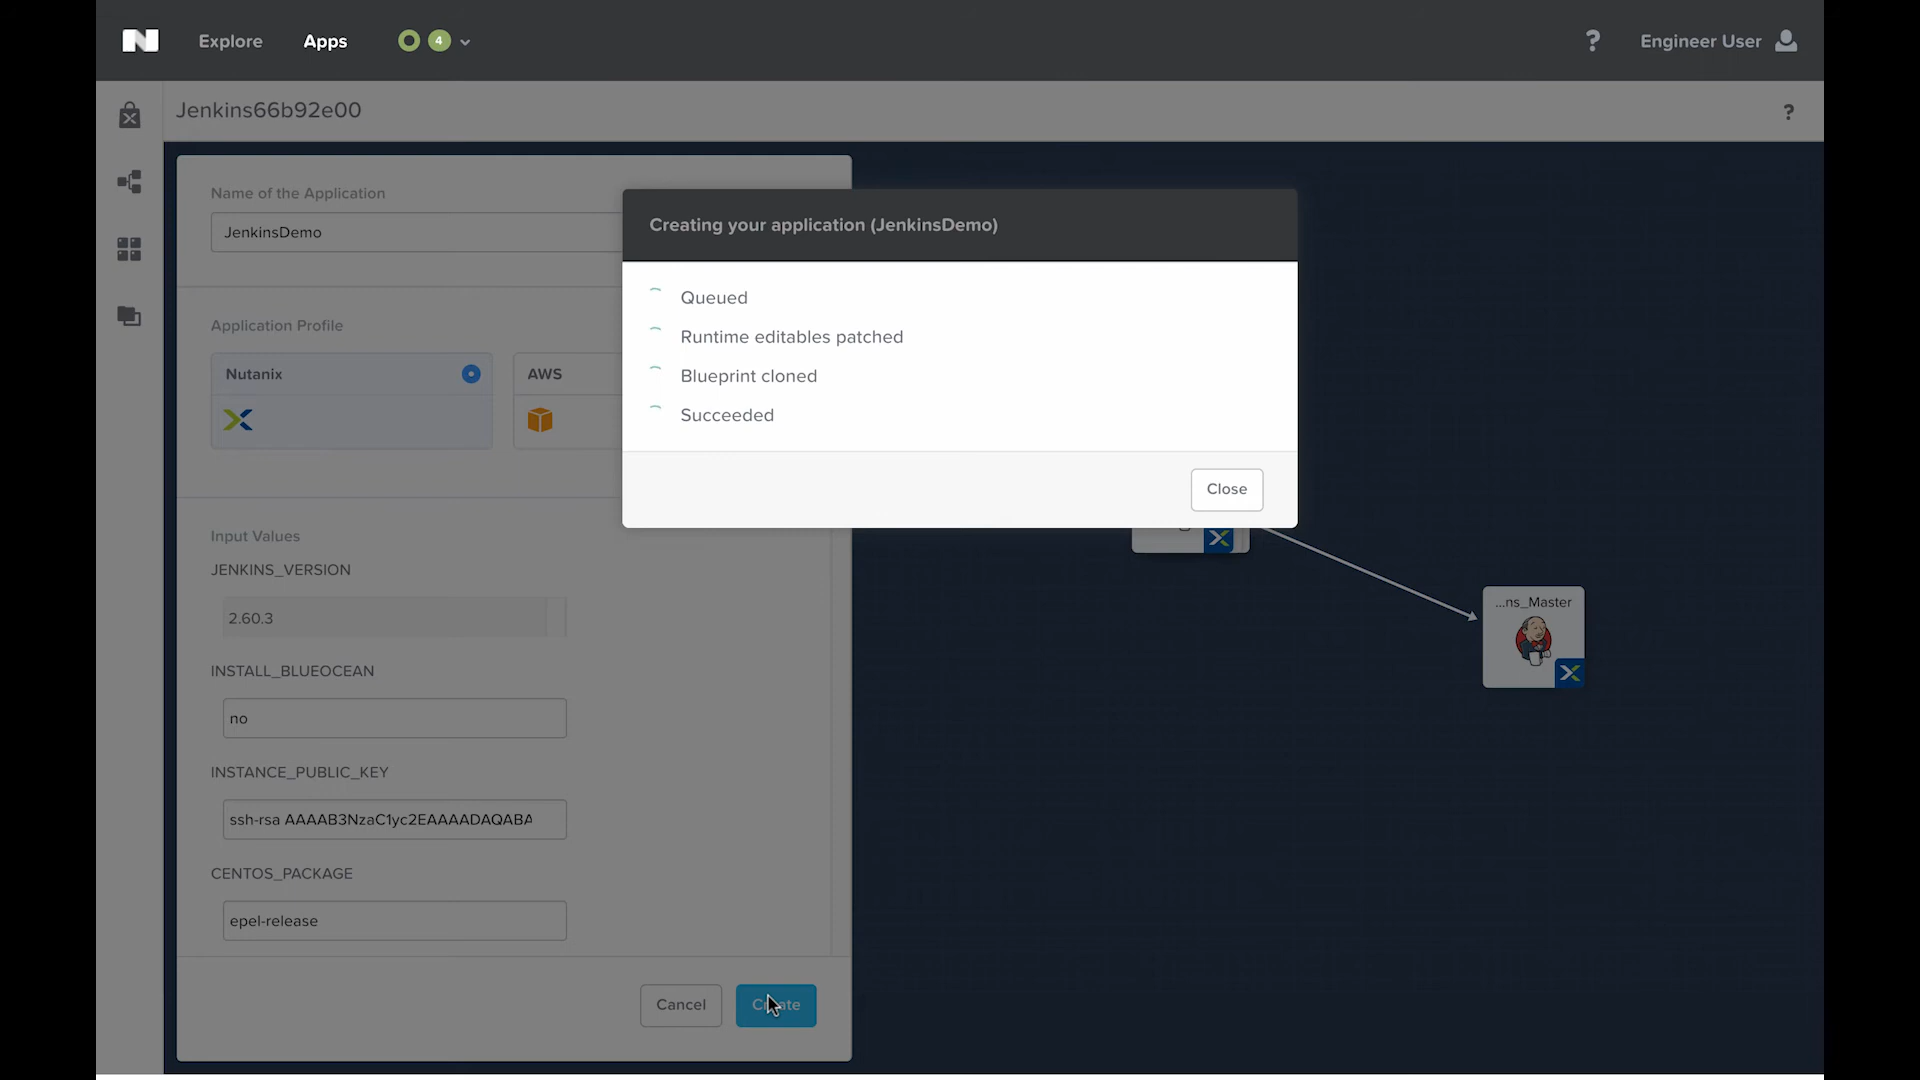 Explore
Apps
4
?
Engineer User
Jenkins66b92e00
?
Name of the Application
JenkinsDemo
Application Profile
Nutanix
AWS
Creating your application (JenkinsDemo)
Queued
Runtime editables patched
Blueprint cloned
Succeeded
Close
...ns_Master
Input Values
JENKINS_VERSION
2.60.3
INSTALL_BLUEOCEAN
no
INSTANCE_PUBLIC_KEY
ssh-rsa AAAAB3NzaC1yc2EAAAADAQABA
CENTOS_PACKAGE
epel-release
Cancel
Create